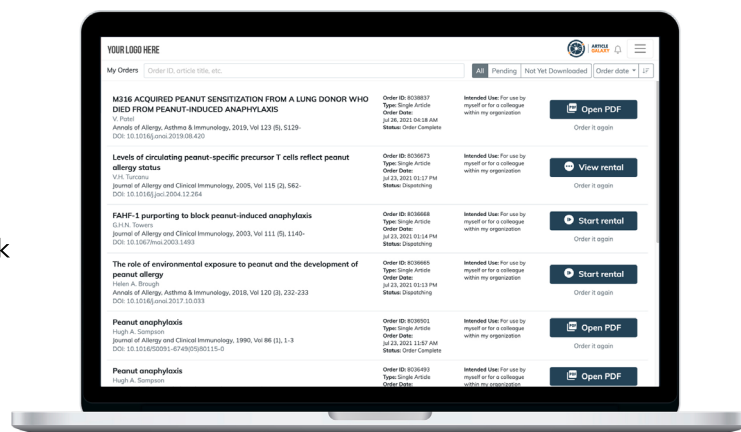 YOUR LOGO HERE
ARTICLE
GALAXY
My Orders
Order ID, article title, etc.
All
Pending
Not Yet Downloaded
Order date
M316 ACQUIRED PEANUT SENSITIZATION FROM A LUNG DONOR WHO
DIED FROM PEANUT-INDUCED ANAPHYLAXIS
V. Patel
Annals of Allergy, Asthma & Immunology, 2019, Vol 123 (5), S129-
DOI: 10.1016/j.anai.2019.08.420
Order ID: 8038837
Type: Single Article
Order Date:
Jul 26, 2021 04:18 AM
Status: Order Complete
Intended Use: For use by
myself or for a colleague
within my organization
Open PDF
Order it again
Levels of circulating peanut-specific precursor T cells reflect peanut
allergy status
V.H. Turcanu
Journal of Allergy and Clinical Immunology, 2005, Vol 115 (2), S62-
DOI: 10.1016/j.jaci.2004.12.264
Order ID: 8036673
Type: Single Article
Order Date:
Jul 23, 2021 01:17 PM
Status: Dispatching
Intended Use: For use by
myself or for a colleague
within my organization
View rental
Order it again
FAHF-1 purporting to block peanut-induced anaphylaxis
G.H.N. Towers
Journal of Allergy and Clinical Immunology, 2003, Vol 111 (5), 1140-
DOI: 10.1067/mai.2003.1493
Order ID: 8036668
Type: Single Article
Order Date:
Jul 23, 2021 01:14 PM
Status: Dispatching
Intended Use: For use by
myself or for a colleague
within my organization
Start rental
Order it again
The role of environmental exposure to peanut and the development of
peanut allergy
Helen A. Brough
Annals of Allergy, Asthma & Immunology, 2018, Vol 120 (3), 232-233
DOI: 10.1016/j.anai.2017.10.033
Order ID: 8036665
Type: Single Article
Order Date:
Jul 23, 2021 01:13 PM
Status: Dispatching
Intended Use: For use by
myself or for a colleague
within my organization
Start rental
Order it again
Peanut anaphylaxis
Hugh A. Sampson
Journal of Allergy and Clinical Immunology, 1990, Vol 86 (1), 1-3
DOI: 10.1016/S0091-6749(05)80115-0
Order ID: 8036501
Type: Single Article
Order Date:
Jul 23, 2021 11:57 AM
Status: Order Complete
Intended Use: For use by
myself or for a colleague
within my organization
Open PDF
Order it again
Peanut anaphylaxis
Hugh A. Sampson
Order ID: 8036493
Type: Single Article
Order Date:
Intended Use: For use by
myself or for a colleague
within my organization
Open PDF
k